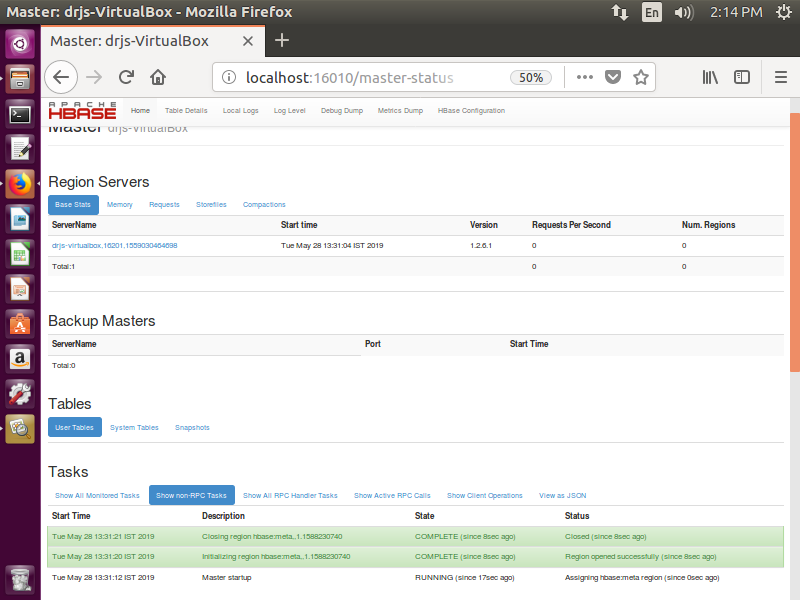 Master: drjs-VirtualBox - Mozilla Firefox En 2:14 PM
Master: drjs-VirtualBox
localhost:16010/master-status 50%
APACHE
HBASE Home Table Details Local Logs Log Level Debug Dump Metrics Dump HBase Configuration
Master drjs-VirtualBox
Region Servers
Base Stats Memory Requests Storefiles Compactions
ServerName Start time Version Requests Per Second Num. Regions
drjs-virtualbox,16201,1559030464698 Tue May 28 13:31:04 IST 2019 1.2.6.1 0 0
Total:1 0 0
Backup Masters
ServerName Port Start Time
Total:0
Tables
User Tables System Tables Snapshots
Tasks
Show All Monitored Tasks Show non-RPC Tasks Show All RPC Handler Tasks Show Active RPC Calls Show Client Operations View as JSON
Start Time Description State Status
Tue May 28 13:31:21 IST 2019 Closing region hbase:meta,,1.1588230740 COMPLETE (since 8sec ago) Closed (since 8sec ago)
Tue May 28 13:31:20 IST 2019 Initializing region hbase:meta,,1.1588230740 COMPLETE (since 8sec ago) Region opened successfully (since 8sec ago)
Tue May 28 13:31:12 IST 2019 Master startup RUNNING (since 17sec ago) Assigning hbase:meta region (since 0sec ago)